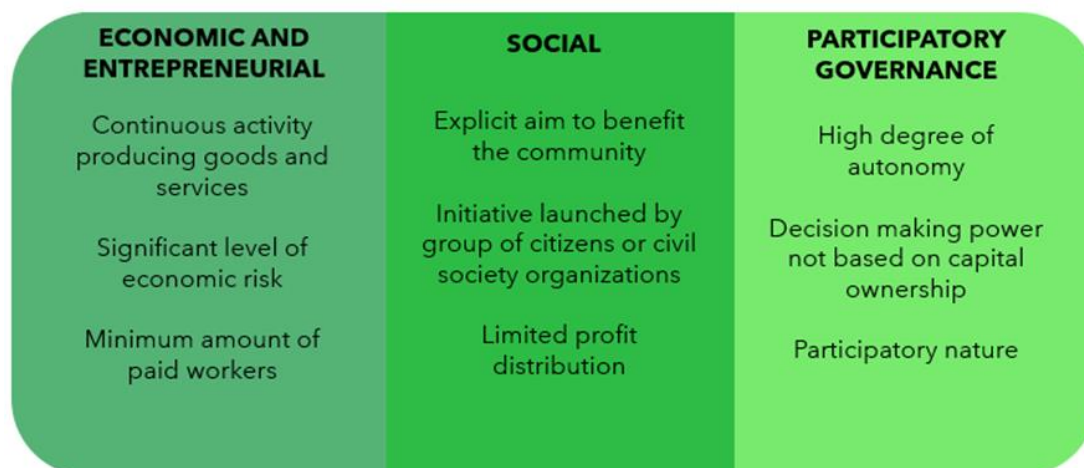 ECONOMIC AND
ENTREPRENEURIAL
Continuous activity
producing goods and
services
Significant level of
economic risk
Minimum amount of
paid workers
SOCIAL
Explicit aim to benefit
the community
Initiative launched by
group of citizens or civil
society organizations
Limited profit
distribution
PARTICIPATORY
GOVERNANCE
High degree of
autonomy
Decision making power
not based on capital
ownership
Participatory nature